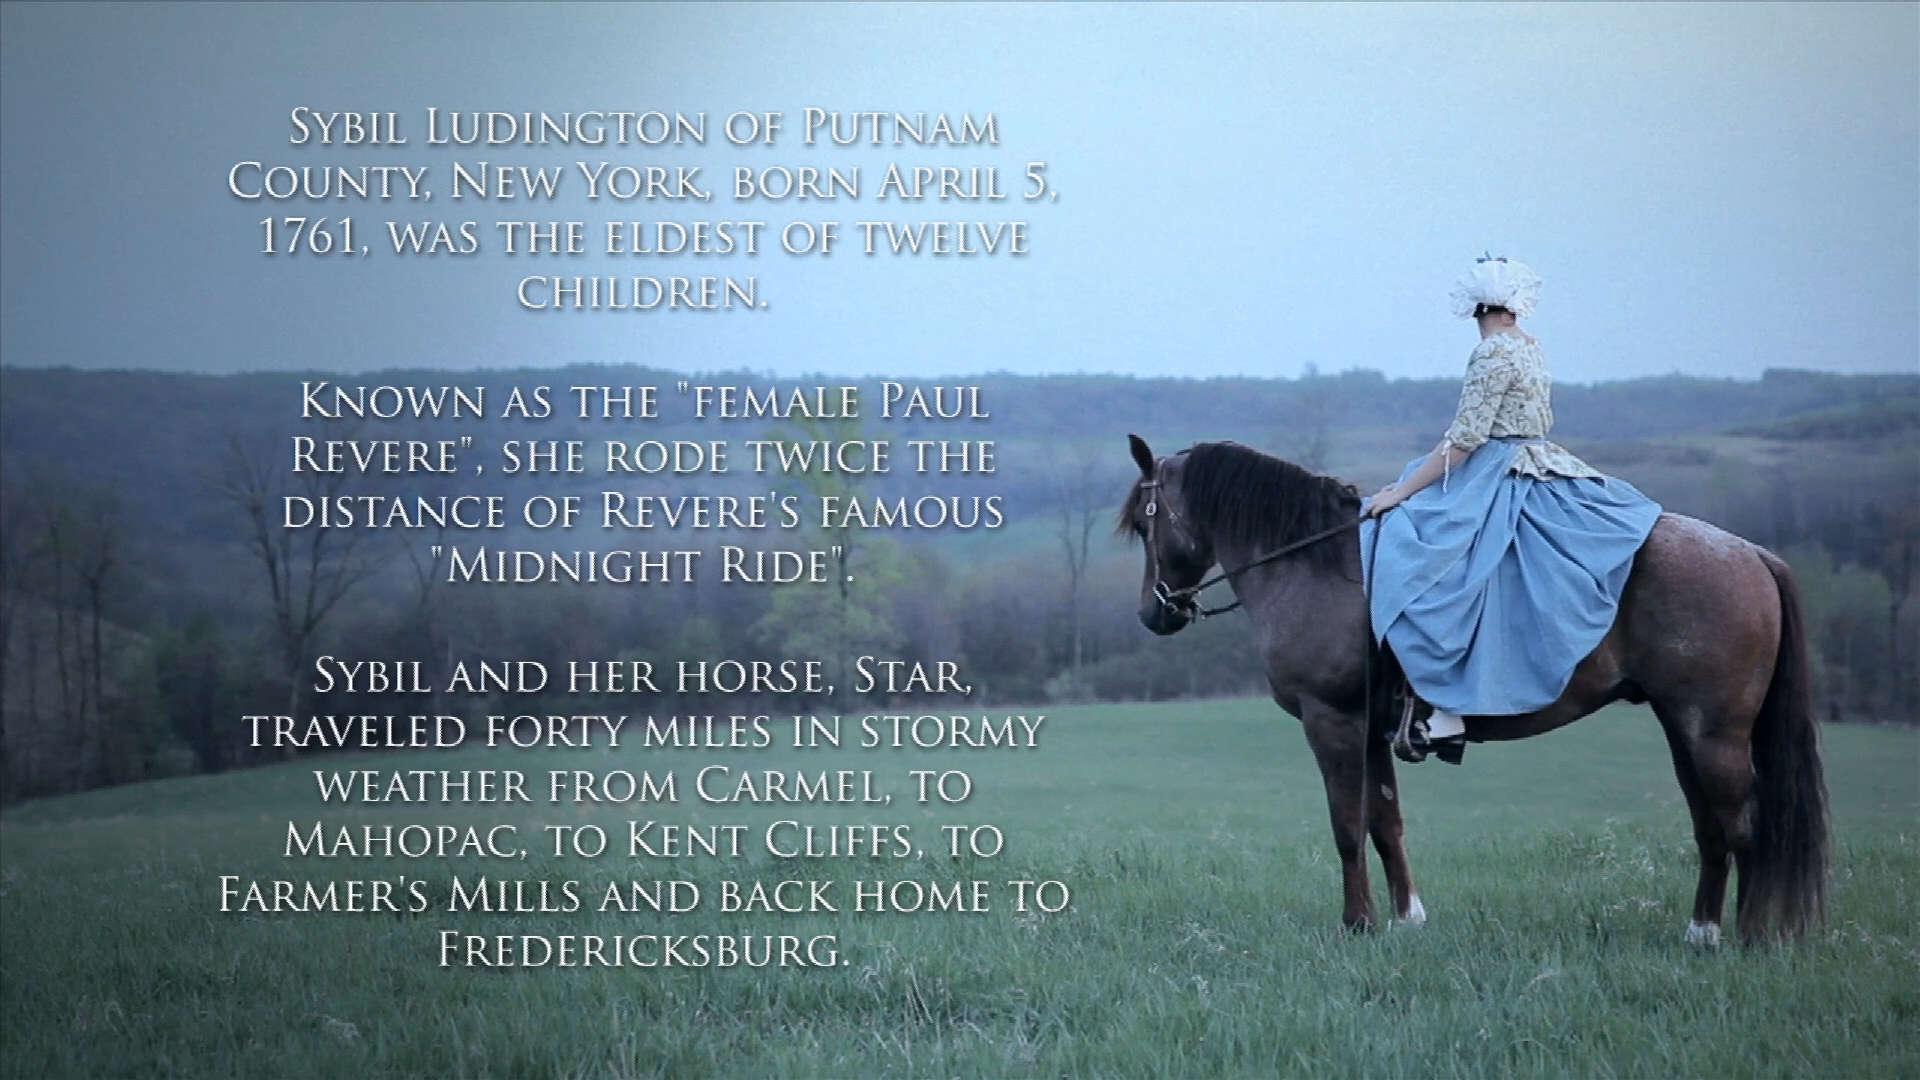 Sybil Ludington of Putnam
County, New York, born April 5,
1761, was the eldest of twelve
children.
Known as the "female Paul
Revere", she rode twice the
distance of Revere's famous
"Midnight Ride".
Sybil and her horse, Star,
traveled forty miles in stormy
weather from Carmel, to
Mahopac, to Kent Cliffs, to
Farmer's Mills and back home to
Fredericksburg.